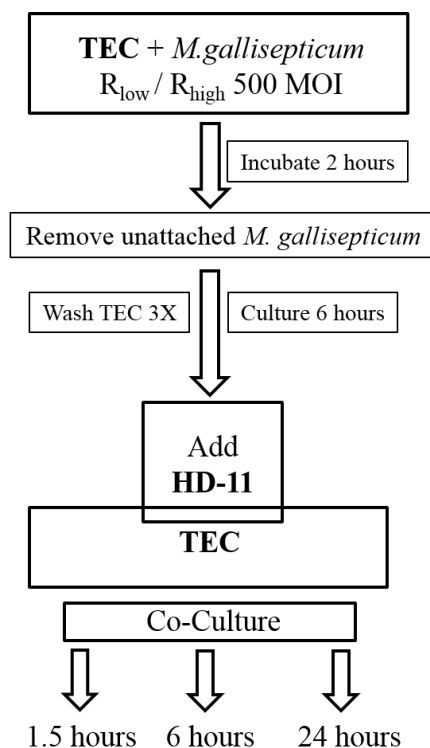 TEC + M.gallisepticum
Rlow / Rhigh 500 MOI
Incubate 2 hours
Remove unattached M. gallisepticum
Wash TEC 3X
Culture 6 hours
Add
HD-11
TEC
Co-Culture
1.5 hours 6 hours 24 hours